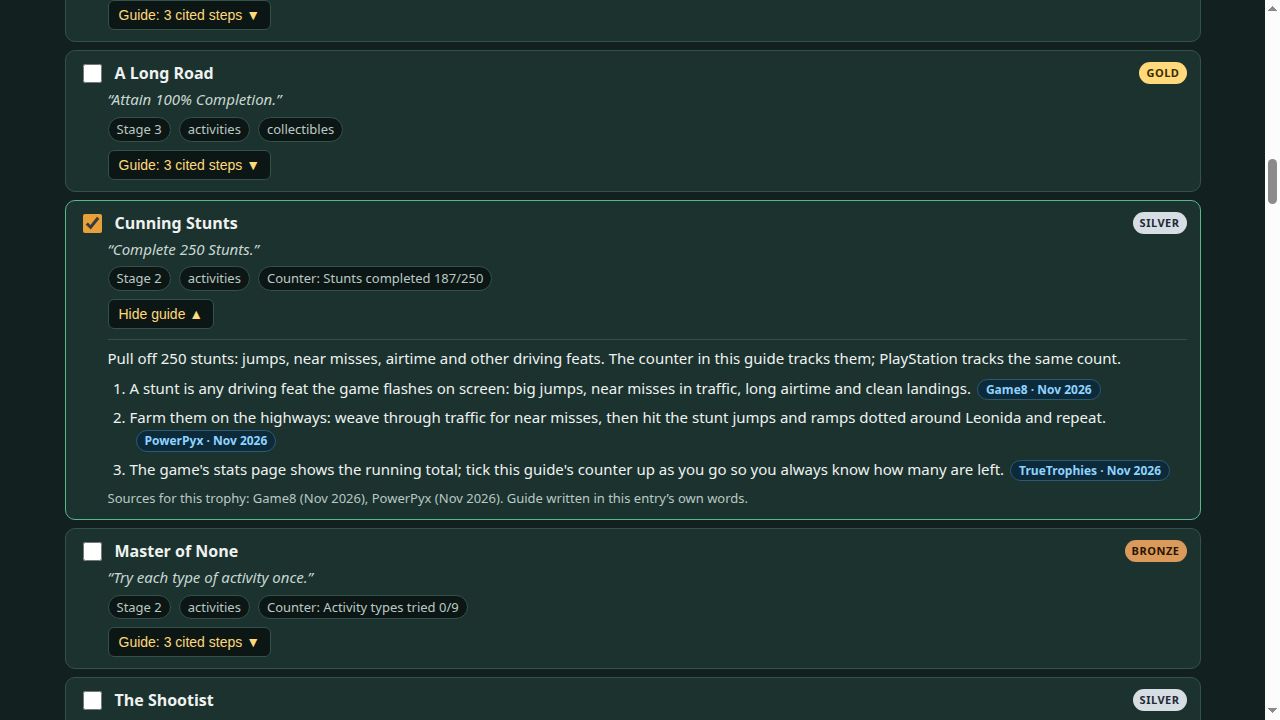 Guide: 3 cited steps ▼
A Long Road
GOLD
“Attain 100% Completion.”
Stage 3 activities collectibles
Guide: 3 cited steps ▼
Cunning Stunts
SILVER
“Complete 250 Stunts.”
Stage 2 activities Counter: Stunts completed 187/250
Hide guide ▲
Pull off 250 stunts: jumps, near misses, airtime and other driving feats. The counter in this guide tracks them; PlayStation tracks the same count.
1. A stunt is any driving feat the game flashes on screen: big jumps, near misses in traffic, long airtime and clean landings. Game8 · Nov 2026
2. Farm them on the highways: weave through traffic for near misses, then hit the stunt jumps and ramps dotted around Leonida and repeat.
PowerPyx · Nov 2026
3. The game's stats page shows the running total; tick this guide's counter up as you go so you always know how many are left. TrueTrophies · Nov 2026
Sources for this trophy: Game8 (Nov 2026), PowerPyx (Nov 2026). Guide written in this entry’s own words.
Master of None
BRONZE
“Try each type of activity once.”
Stage 2 activities Counter: Activity types tried 0/9
Guide: 3 cited steps ▼
The Shootist
SILVER